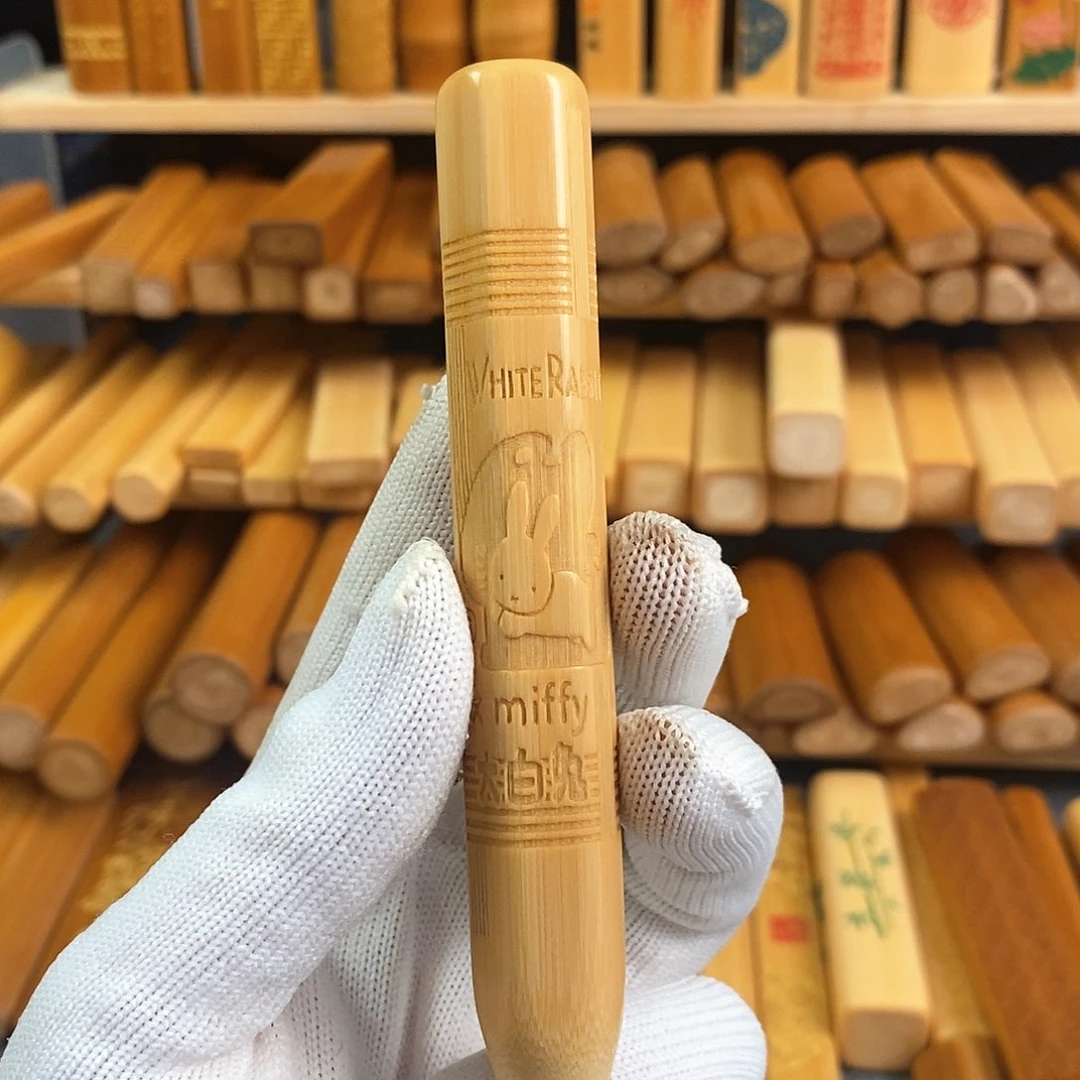 WHITE RABBIT
x miffy
大白兔